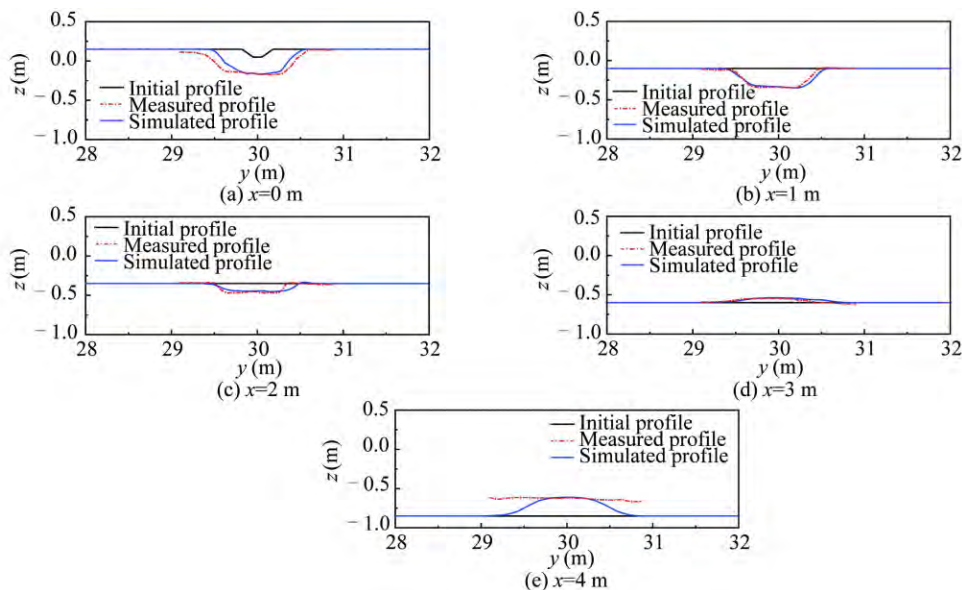 0.5
0.0
− 0.5
− 1.0
z (m)
Initial profile
Measured profile
Simulated profile
28 29 30 31 32
y (m)
(a) x=0 m
0.5
0.0
− 0.5
− 1.0
z (m)
Initial profile
Measured profile
Simulated profile
28 29 30 31 32
y (m)
(b) x=1 m
0.5
0.0
− 0.5
− 1.0
z (m)
Initial profile
Measured profile
Simulated profile
28 29 30 31 32
y (m)
(c) x=2 m
0.5
0.0
− 0.5
− 1.0
z (m)
Initial profile
Measured profile
Simulated profile
28 29 30 31 32
y (m)
(d) x=3 m
0.5
0.0
− 0.5
− 1.0
z (m)
Initial profile
Measured profile
Simulated profile
28 29 30 31 32
y (m)
(e) x=4 m